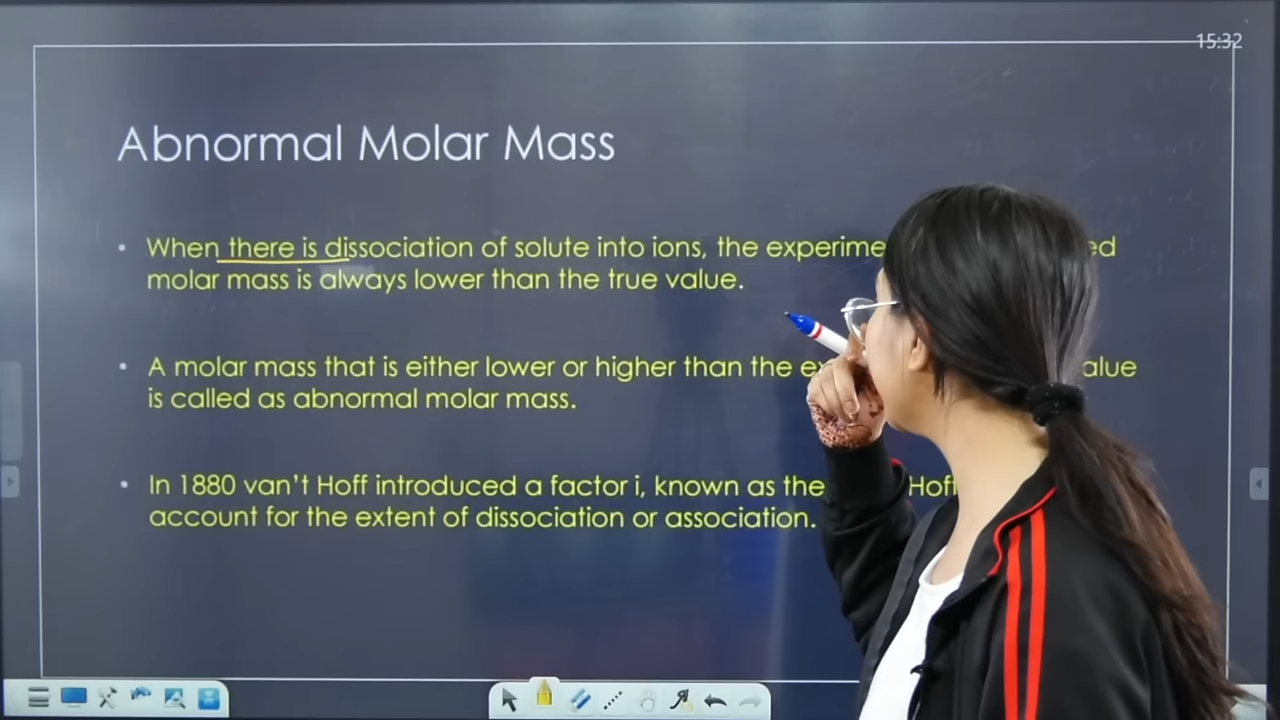 15:32
Abnormal Molar Mass
• When there is dissociation of solute into ions, the ed
molar mass is always lower than the true value.
• A molar mass that is either lower or higher than the
is called as abnormal molar mass.
• In 1880 van't Hoff introduced a factor i, known as the Hoff
account for the extent of dissociation or association.